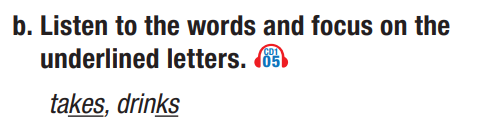 b. Listen to the words and focus on the
underlined letters. CD1
05
takes, drinks